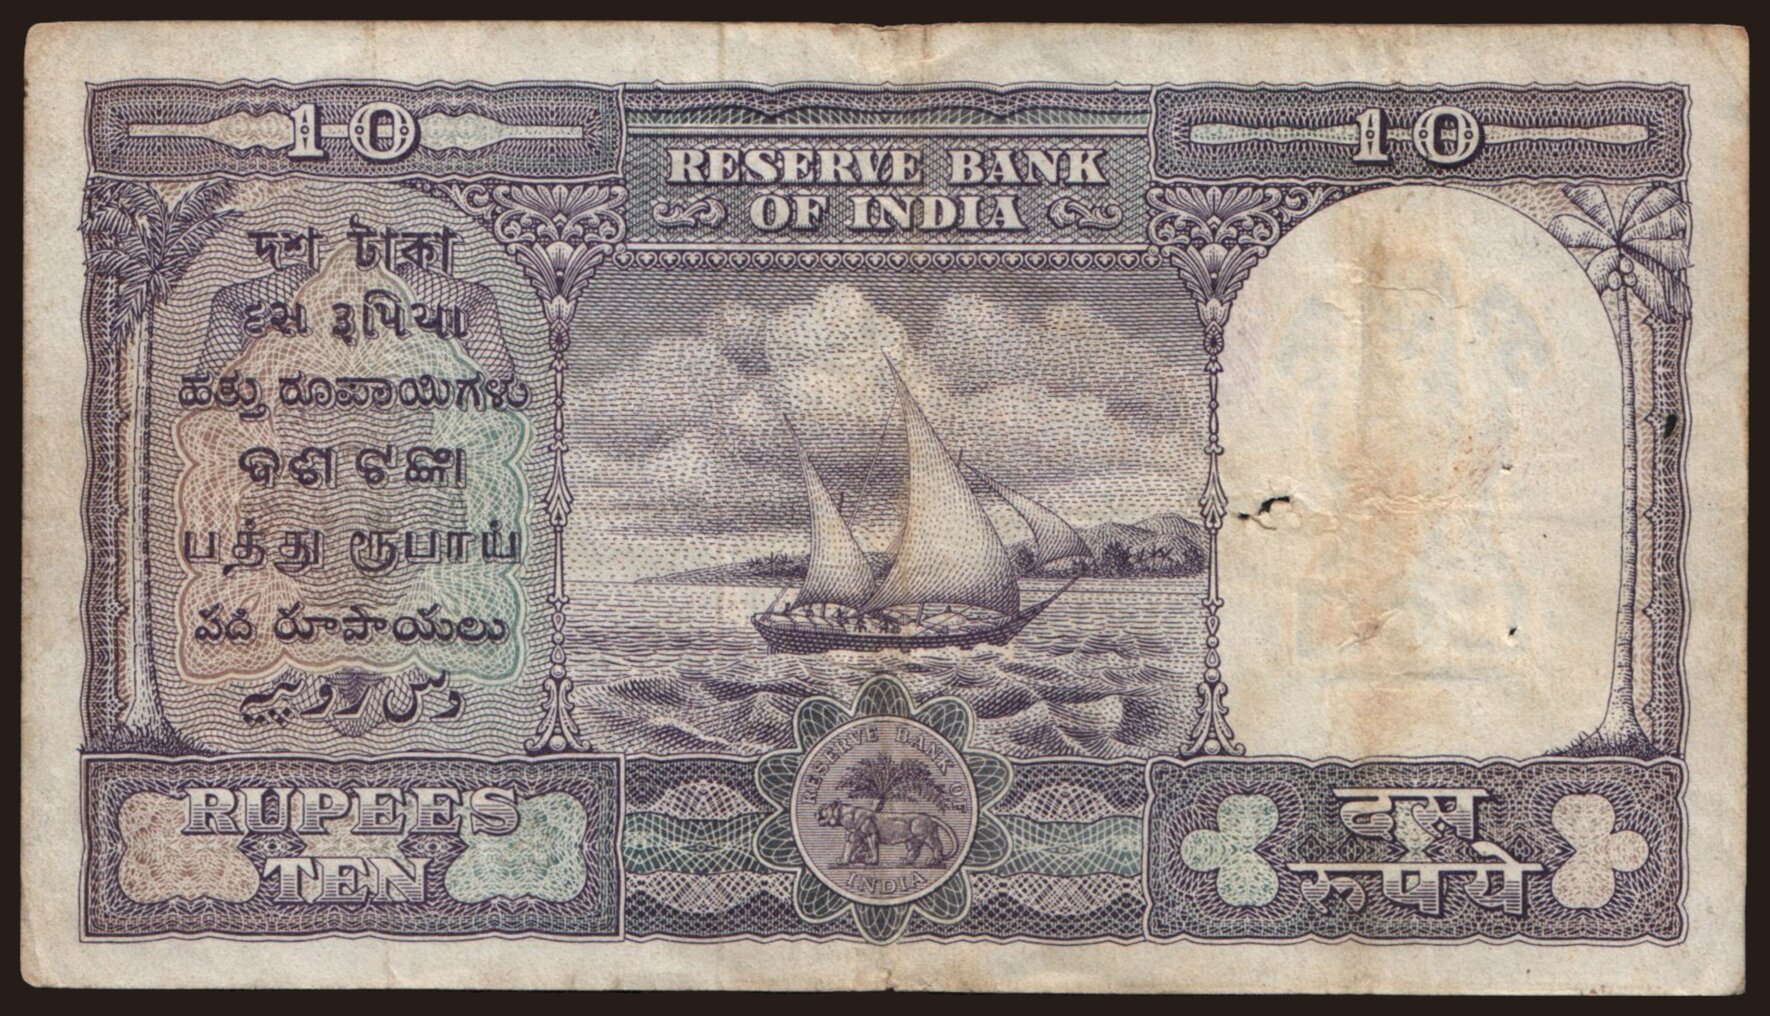 10
10
RESERVE BANK
OF INDIA
দশ টাকা
દસ રૂપિયા
ಹತ್ತು ರೂಪಾಯಿಗಳು
ଦଶ ଟଙ୍କା
பத்து ரூபாய்
పది రూపాయలు
دس روپیے
RUPEES
TEN
RESERVE BANK OF
INDIA
दस
रुपये